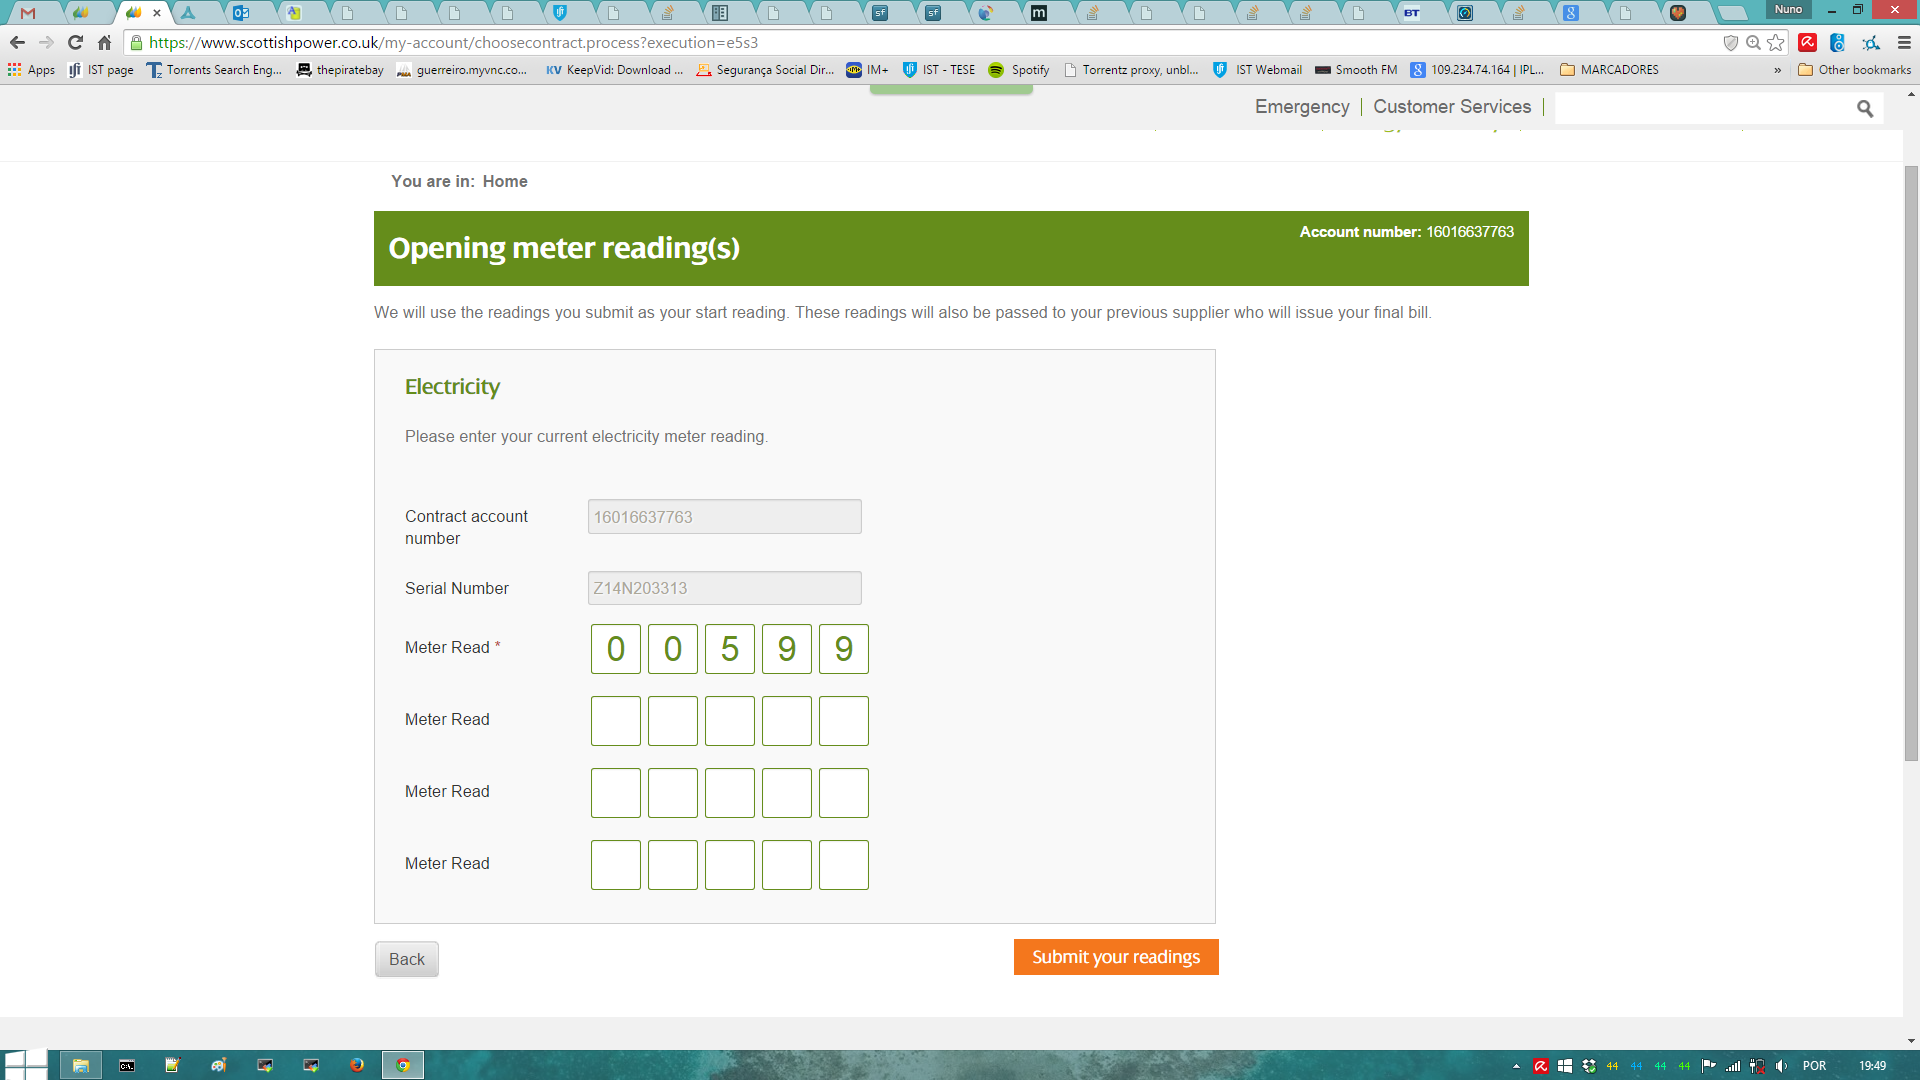 Nuno
https://www.scottishpower.co.uk/my-account/choosecontract.process?execution=e5s3
Apps IST page Torrents Search Eng... thepiratebay guerreiro.myvnc.co... KeepVid: Download ... Segurança Social Dir... IM+ IST - TESE Spotify Torrentz proxy, unbl... IST Webmail Smooth FM 109.234.74.164 | IPL... MARCADORES » Other bookmarks
Emergency | Customer Services |
You are in: Home
Opening meter reading(s)
Account number: 16016637763
We will use the readings you submit as your start reading. These readings will also be passed to your previous supplier who will issue your final bill.
Electricity
Please enter your current electricity meter reading.
Contract account
number
16016637763
Serial Number
Z14N203313
Meter Read * 0 0 5 9 9
Meter Read
Meter Read
Meter Read
Back
Submit your readings
44 44 44 44 POR 19:49